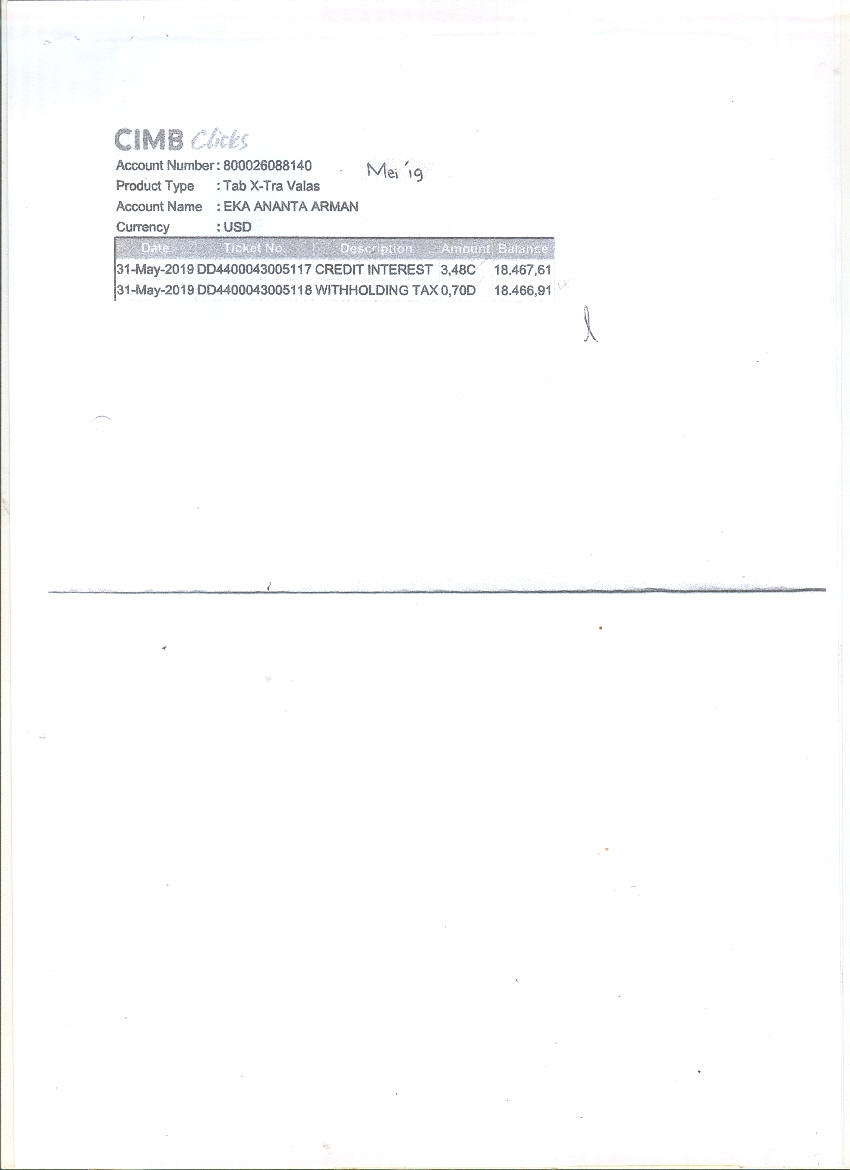 CIMB Clicks
Account Number : 800026088140
Mei '19
Product Type : Tab X-Tra Valas
Account Name : EKA ANANTA ARMAN
Currency : USD
Date Ticket No. Description Amount Balance
31-May-2019 DD4400043005117 CREDIT INTEREST 3,48C 18.467,61
31-May-2019 DD4400043005118 WITHHOLDING TAX 0,70D 18.466,91